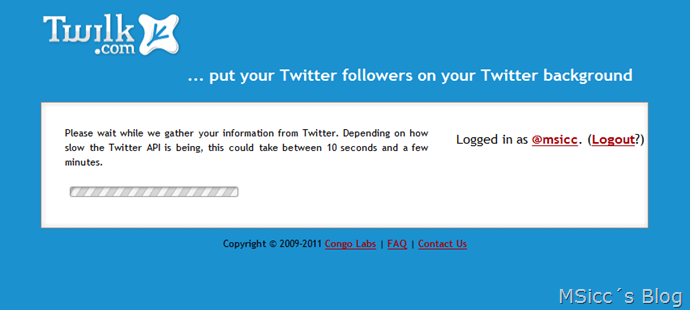 Twilk
.com
... put your Twitter followers on your Twitter background
Please wait while we gather your information from Twitter. Depending on how
slow the Twitter API is being, this could take between 10 seconds and a few
minutes.
Logged in as @msicc. (Logout?)
Copyright © 2009-2011 Congo Labs | FAQ | Contact Us
MSicc´s Blog